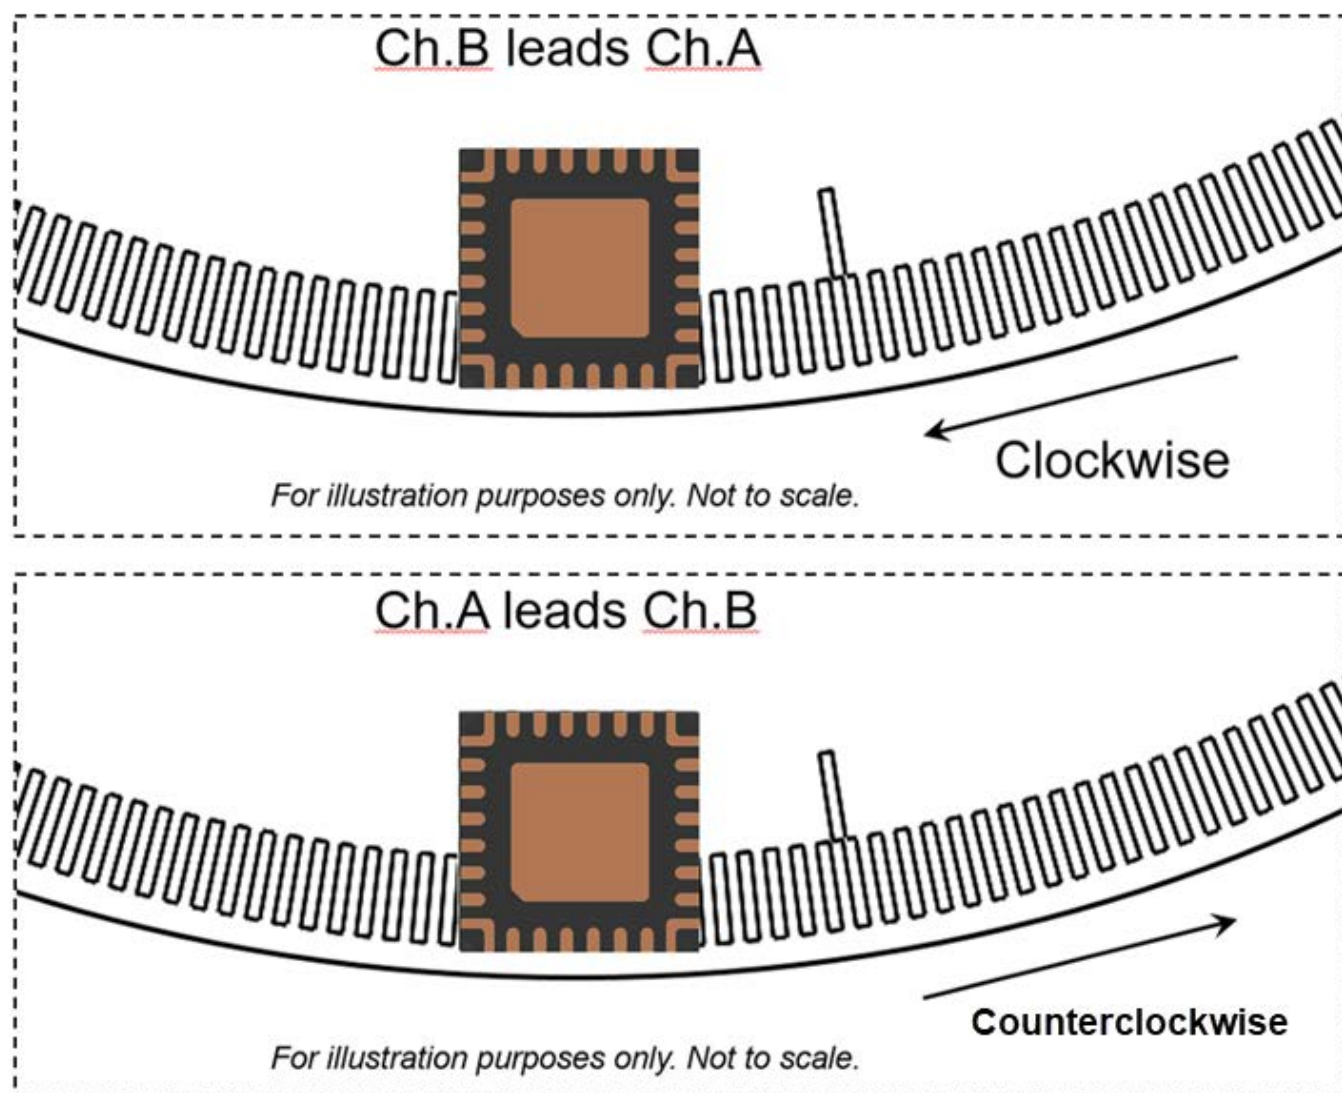 Ch.B leads Ch.A
Clockwise
For illustration purposes only. Not to scale.
Ch.A leads Ch.B
Counterclockwise
For illustration purposes only. Not to scale.